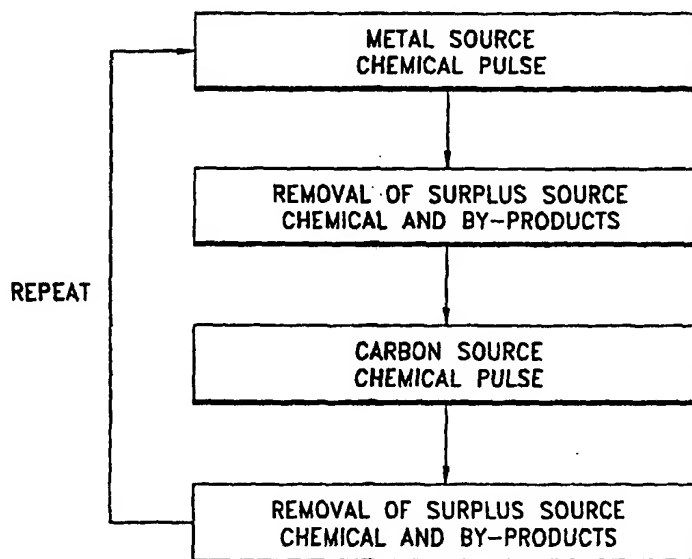 METAL SOURCE
CHEMICAL PULSE
REMOVAL OF SURPLUS SOURCE
CHEMICAL AND BY-PRODUCTS
REPEAT
CARBON SOURCE
CHEMICAL PULSE
REMOVAL OF SURPLUS SOURCE
CHEMICAL AND BY-PRODUCTS